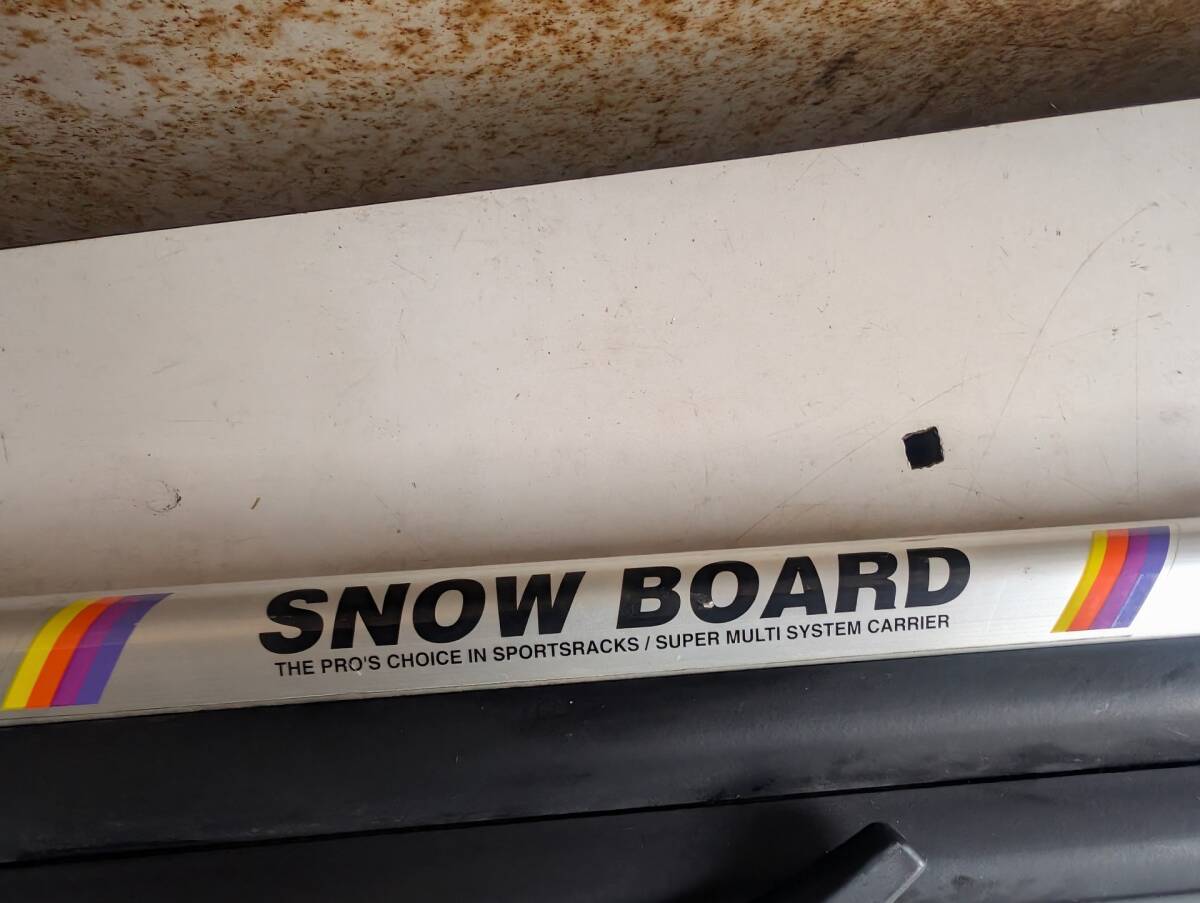 SNOW BOARD
THE PRO'S CHOICE IN SPORTSRACKS / SUPER MULTI SYSTEM CARRIER